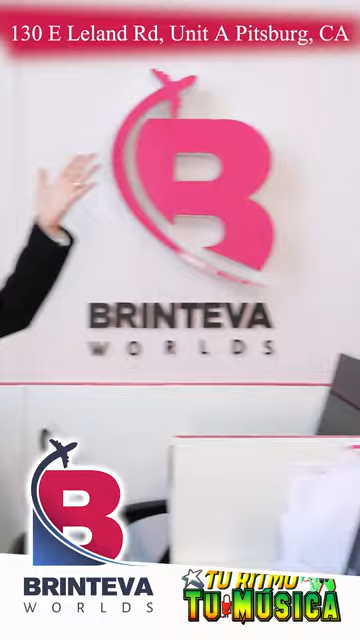 130 E Leland Rd, Unit A Pitsburg, CA
B
BRINTEVA
WORLDS
B
BRINTEVA
WORLDS
TU RITMO
TU MÚSICA